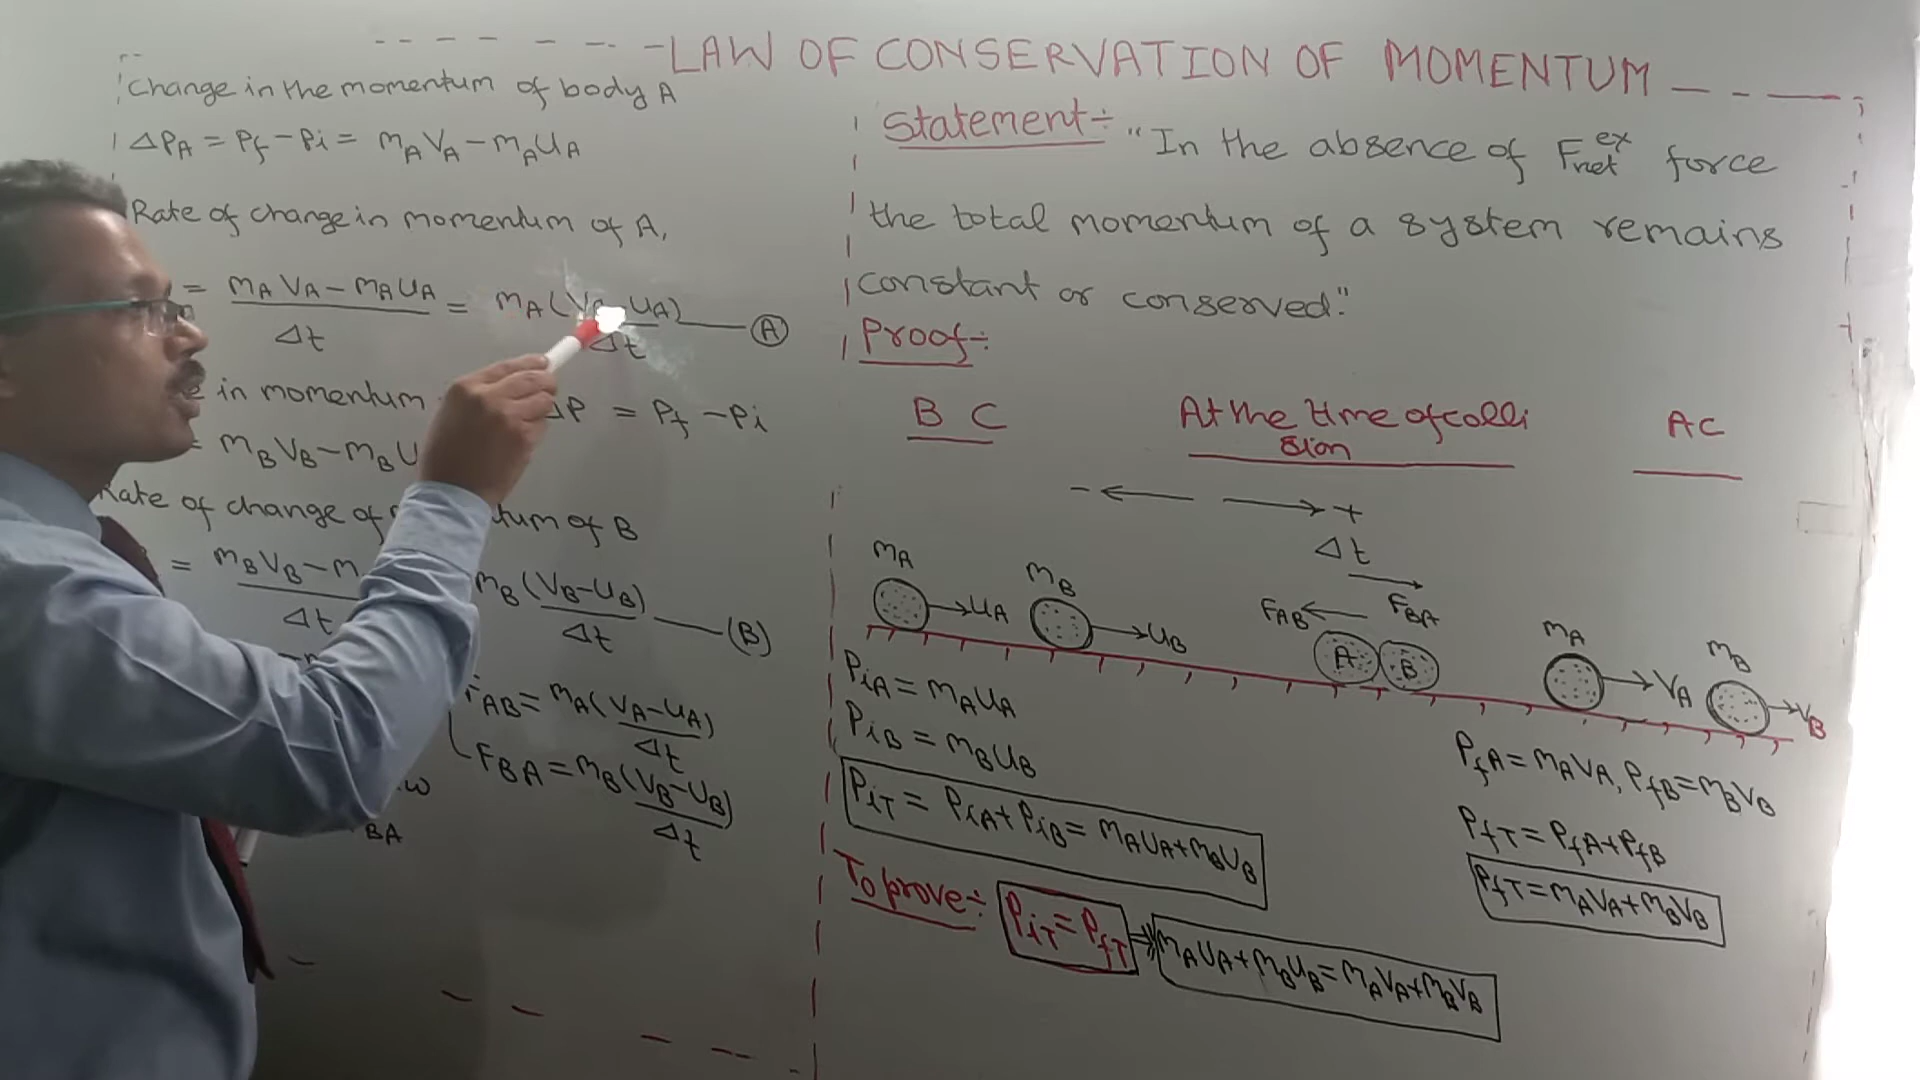 LAW OF CONSERVATION OF MOMENTUM
Change in the momentum of body A
ΔPA = Pf - Pi = mAVA - mAUA
Rate of change in momentum of A,
= mAVA - mAUA / Δt = mA(VA-UA) / Δt — (A)
in momentum ΔP = Pf - Pi
= mBVB - mBU
Rate of change of tum of B
= mBVB - m / Δt mB(VB-UB) / Δt — (B)
FAB = mA(VA-UA) / Δt
FBA = mB(VB-UB) / Δt
BA
Statement ÷ "In the absence of Fnet^ex force
the total momentum of a system remains
constant or conserved."
Proof ÷
B C At the time of colli AC
sion
- ← → +
Δt
mA mB FAB FBA mA mB
UA UB A B VA VB
PiA = mAUA
PiB = mBUB
PiT = PiA + PiB = mAUA + mBUB
PfA = mAVA, PfB = mBVB
PfT = PfA + PfB
PfT = mAVA + mBVB
To prove ÷ PiT = PfT ⇒ mAUA + mBUB = mAVA + mBVB